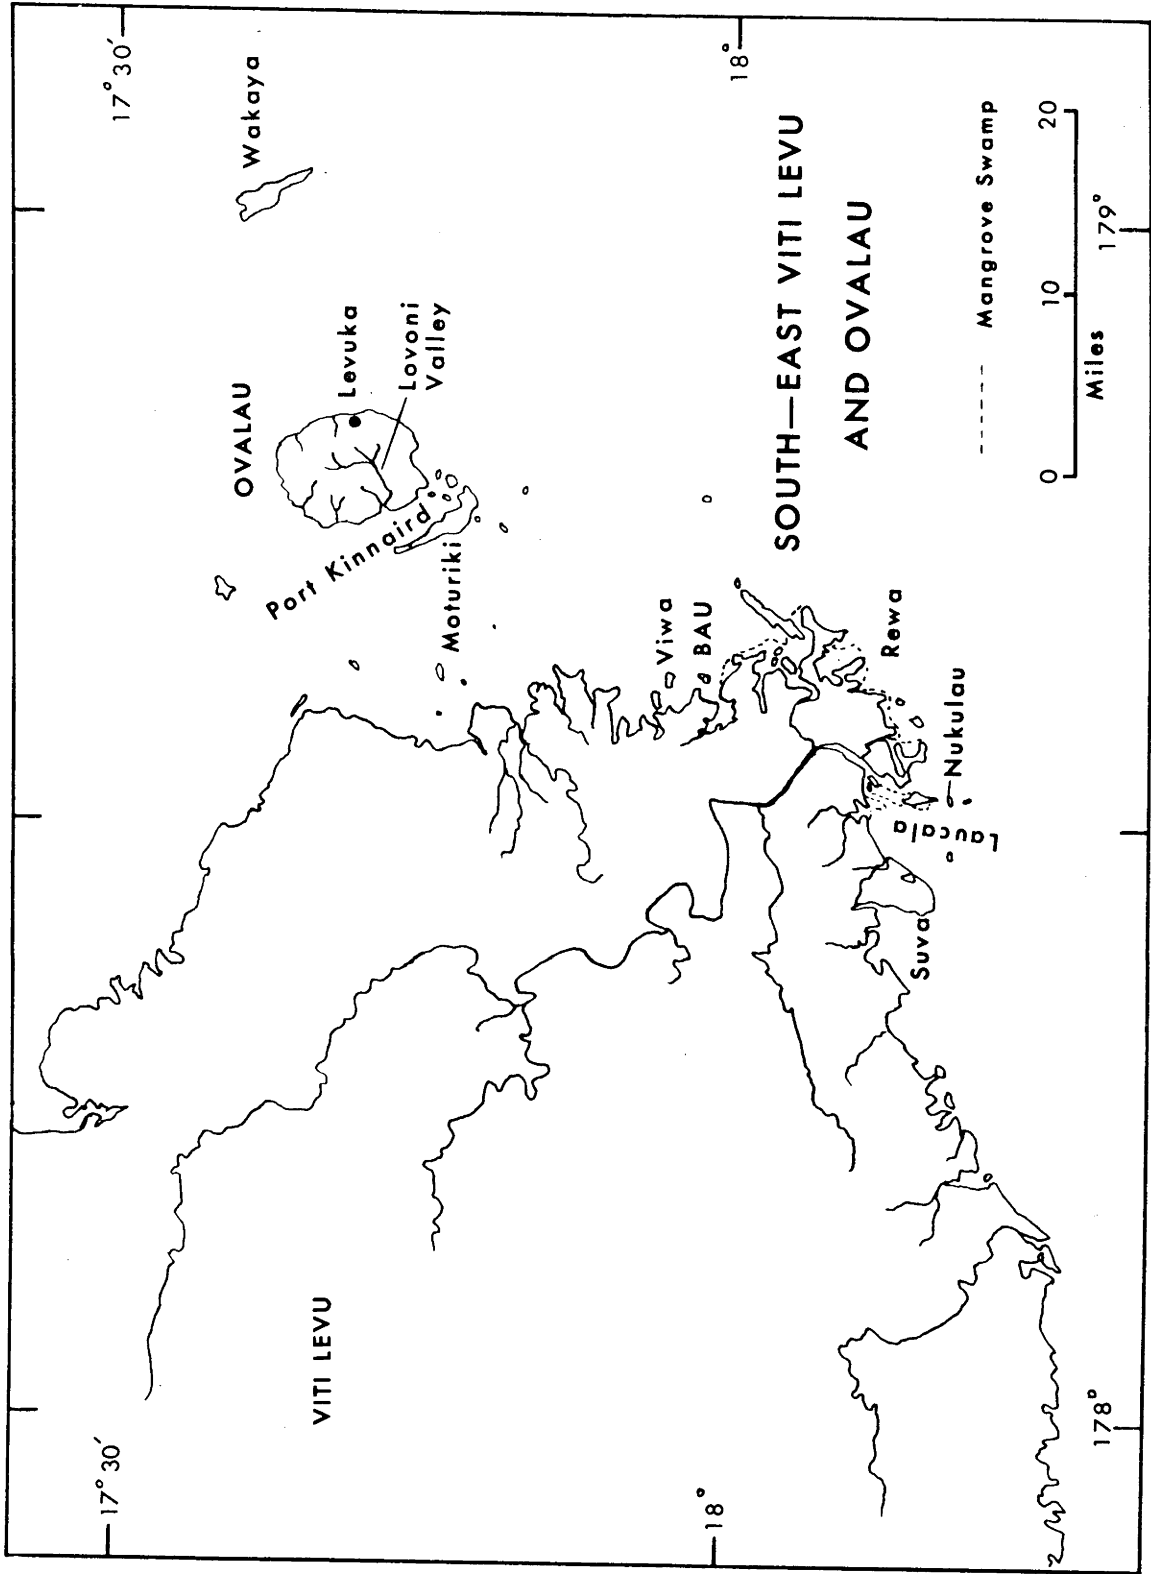 17° 30´
18°
Wakaya
OVALAU
Levuka
Lovoni
Valley
Port Kinnaird
Moturiki
Viwa
BAU
Rewa
Nukulau
Laucala
Suva
VITI LEVU
SOUTH—EAST VITI LEVU
AND OVALAU
Mangrove Swamp
0 10 20
Miles
17° 30´
18°
178°
179°